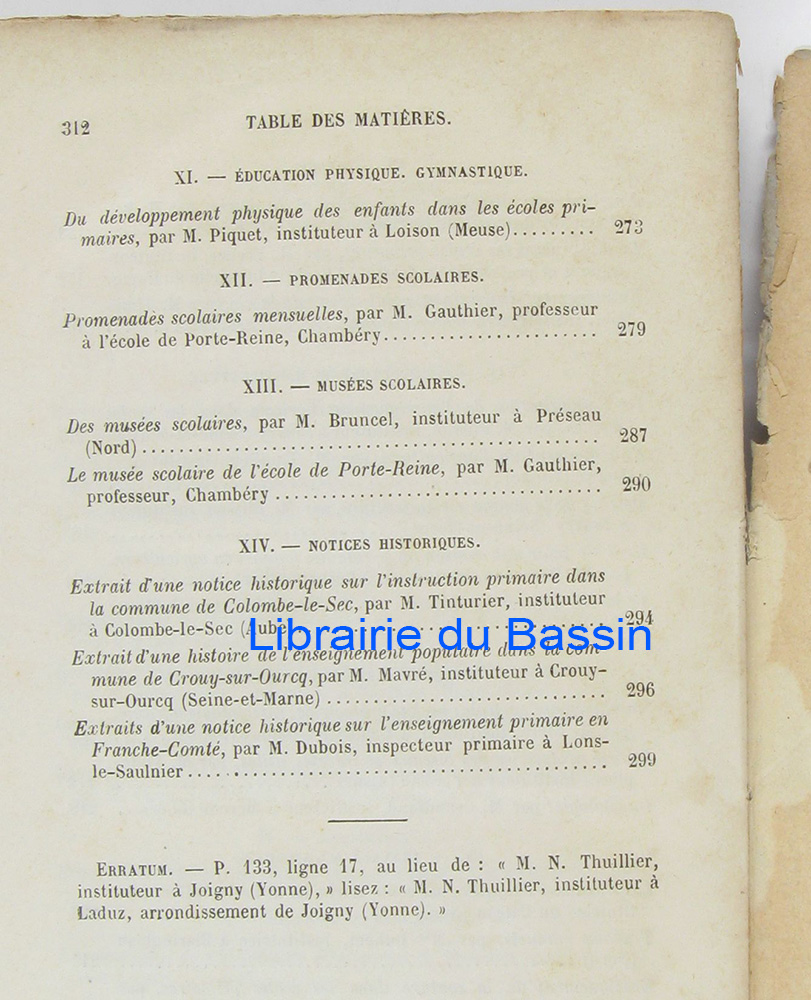 312 TABLE DES MATIÈRES.
XI. — ÉDUCATION PHYSIQUE. GYMNASTIQUE.
Du développement physique des enfants dans les écoles pri-
maires, par M. Piquet, instituteur à Loison (Meuse)......... 273
XII. — PROMENADES SCOLAIRES.
Promenades scolaires mensuelles, par M. Gauthier, professeur
à l'école de Porte-Reine, Chambéry....................... 279
XIII. — MUSÉES SCOLAIRES.
Des musées scolaires, par M. Bruncel, instituteur à Préseau
(Nord).................................................. 287
Le musée scolaire de l'école de Porte-Reine, par M. Gauthier,
professeur, Chambéry.................................... 290
XIV. — NOTICES HISTORIQUES.
Extrait d'une notice historique sur l'instruction primaire dans
la commune de Colombe-le-Sec, par M. Tinturier, instituteur
à Colombe-le-Sec (Aube .................... 294
Librairie du Bassin
Extrait d'une histoire de l'enseignement populaire dans la com-
mune de Crouy-sur-Ourcq, par M. Mavré, instituteur à Crouy-
sur-Ourcq (Seine-et-Marne)............................... 296
Extraits d'une notice historique sur l'enseignement primaire en
Franche-Comté, par M. Dubois, inspecteur primaire à Lons-
le-Saulnier.............................................. 299
ERRATUM. — P. 133, ligne 17, au lieu de : « M. N. Thuillier,
instituteur à Joigny (Yonne), » lisez : « M. N. Thuillier, instituteur à
Laduz, arrondissement de Joigny (Yonne). »